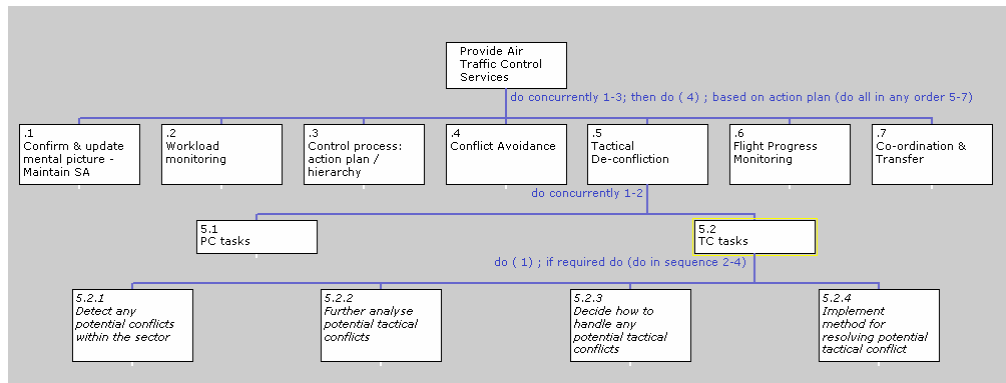 Provide Air
Traffic Control
Services
do concurrently 1-3; then do ( 4) ; based on action plan (do all in any order 5-7)
.1
Confirm & update
mental picture -
Maintain SA
.2
Workload
monitoring
.3
Control process:
action plan /
hierarchy
.4
Conflict Avoidance
.5
Tactical
De-confliction
.6
Flight Progress
Monitoring
.7
Co-ordination &
Transfer
do concurrently 1-2
5.1
PC tasks
5.2
TC tasks
do ( 1) ; if required do (do in sequence 2-4)
5.2.1
Detect any
potential conflicts
within the sector
5.2.2
Further analyse
potential tactical
conflicts
5.2.3
Decide how to
handle any
potential tactical
conflicts
5.2.4
Implement
method for
resolving potential
tactical conflict